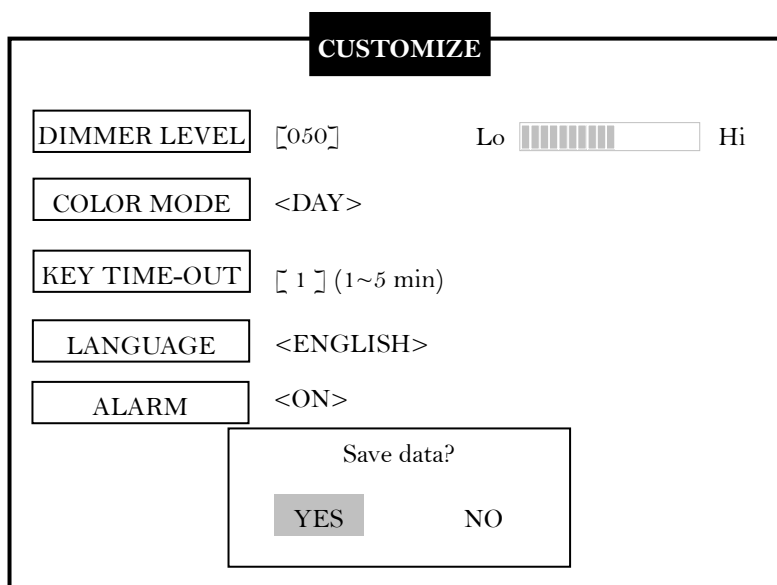 CUSTOMIZE
DIMMER LEVEL [050] Lo Hi
COLOR MODE <DAY>
KEY TIME-OUT [ 1 ] (1~5 min)
LANGUAGE <ENGLISH>
ALARM <ON>
Save data?
YES NO